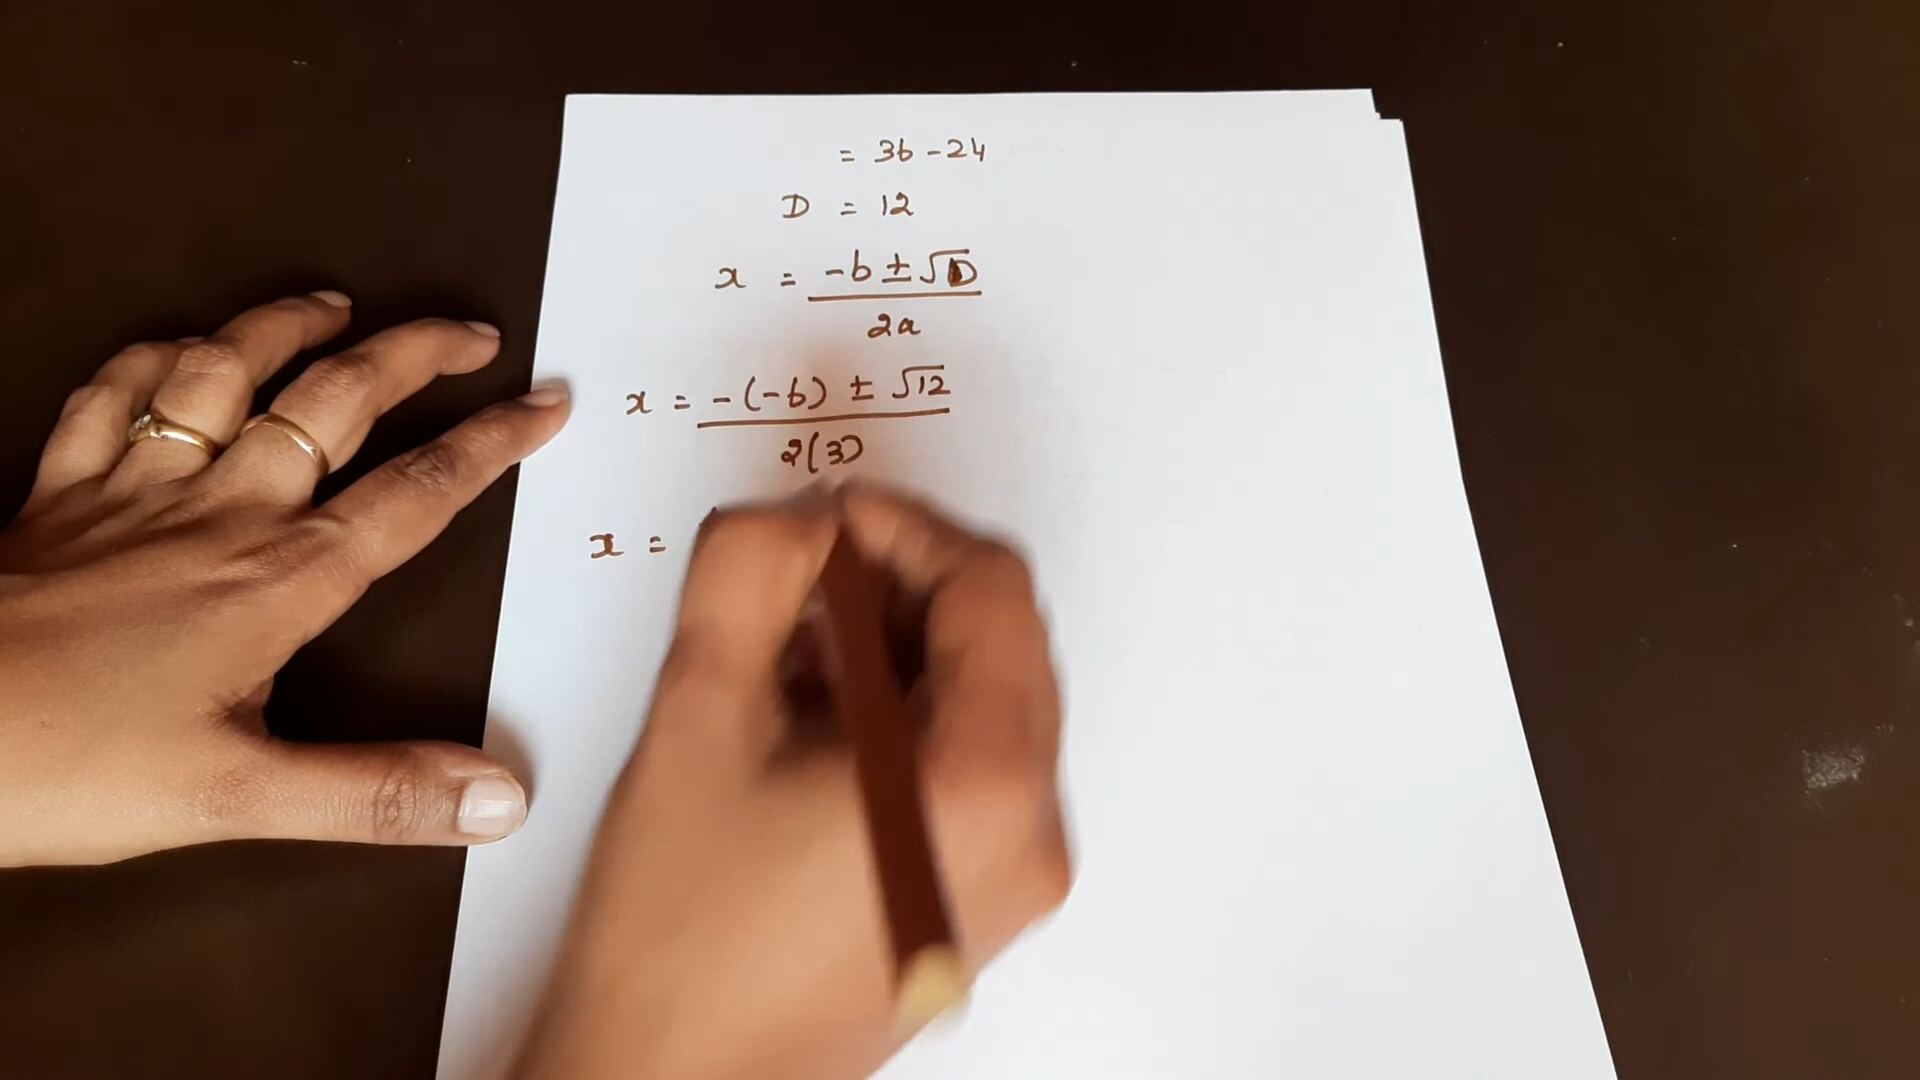 = 36 - 24
D = 12
x = -b ± √D
2a
x = -(-6) ± √12
2(3)
x =